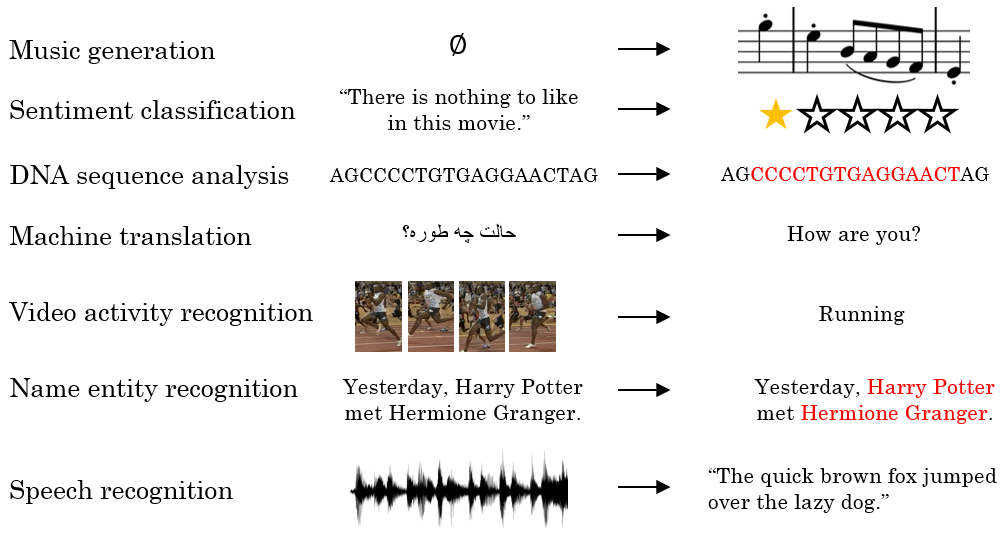 Music generation
∅
Sentiment classification
“There is nothing to like
in this movie.”
DNA sequence analysis
AGCCCCTGTGAGGAACTAG
AGCCCCTGTGAGGAACTAG
Machine translation
حالت چه طوره؟
How are you?
Video activity recognition
Running
Name entity recognition
Yesterday, Harry Potter
met Hermione Granger.
Yesterday, Harry Potter
met Hermione Granger.
Speech recognition
“The quick brown fox jumped
over the lazy dog.”